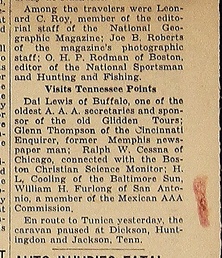 Among the travelers were Leon-
ard C. Roy, member of the edito-
rial staff of the National Geo-
graphic Magazine; Joe B. Roberts
of the magazine's photographic
staff; O. H. P. Rodman of Boston,
editor of the National Sportsman
and Hunting and Fishing.
Visits Tennessee Points
Dal Lewis of Buffalo, one of the
oldest A. A. A. secretaries and spon-
sor of the old Glidden Tours;
Glenn Thompson of the Cincinnati
Enquirer, former Memphis news-
paper man; Ralph W. Cessna of
Chicago, connected with the Bos-
ton Christian Science Monitor; H.
L. Cooling of the Baltimore Sun,
William H. Furlong of San Anto-
nio, a member of the Mexican AAA
Commission,
En route to Tunica yesterday, the
caravan paused at Dickson, Hunt-
ingdon and Jackson, Tenn.
AUTO INJURIES FATAL